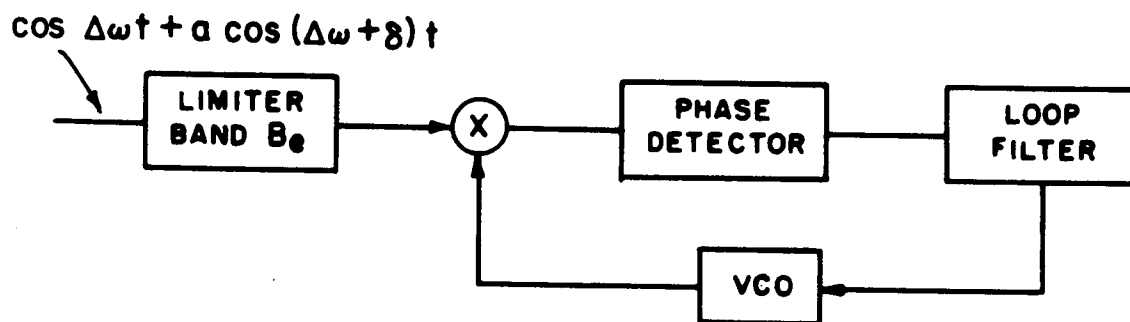 cos Δωt + a cos (Δω + δ) t
LIMITER
BAND Be
X
PHASE
DETECTOR
LOOP
FILTER
VCO